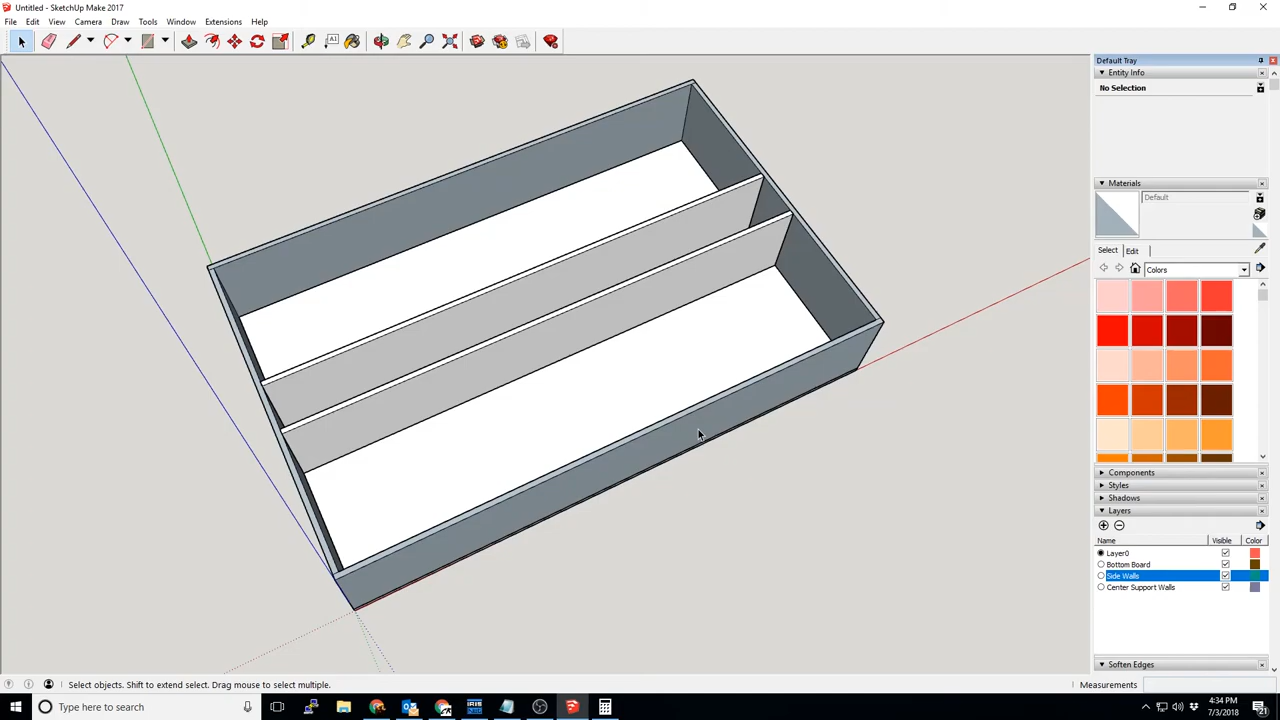 Untitled - SketchUp Make 2017
File Edit View Camera Draw Tools Window Extensions Help
Default Tray
Entity Info
No Selection
Materials
Default
Select Edit
Colors
Components
Styles
Shadows
Layers
Name Visible Color
Layer0
Bottom Board
Side Walls
Center Support Walls
Soften Edges
Select objects. Shift to extend select. Drag mouse to select multiple.
Measurements
Type here to search
4:34 PM
7/3/2018